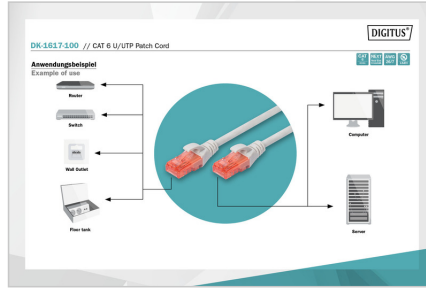 DIGITUS®
DK-1617-100 // CAT 6 U/UTP Patch Cord
Anwendungsbeispiel
Example of use
Router
Switch
Wall Outlet
Floor tank
Computer
Server
CAT